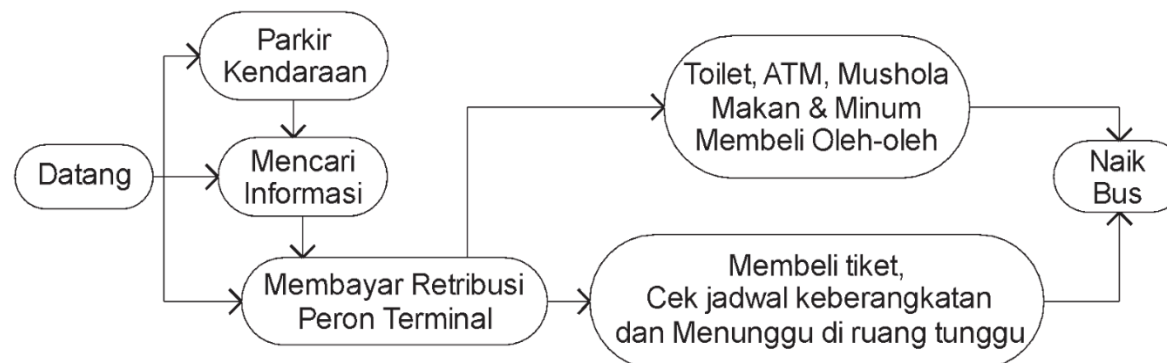 Datang
Parkir
Kendaraan
Mencari
Informasi
Membayar Retribusi
Peron Terminal
Toilet, ATM, Mushola
Makan & Minum
Membeli Oleh-oleh
Membeli tiket,
Cek jadwal keberangkatan
dan Menunggu di ruang tunggu
Naik
Bus